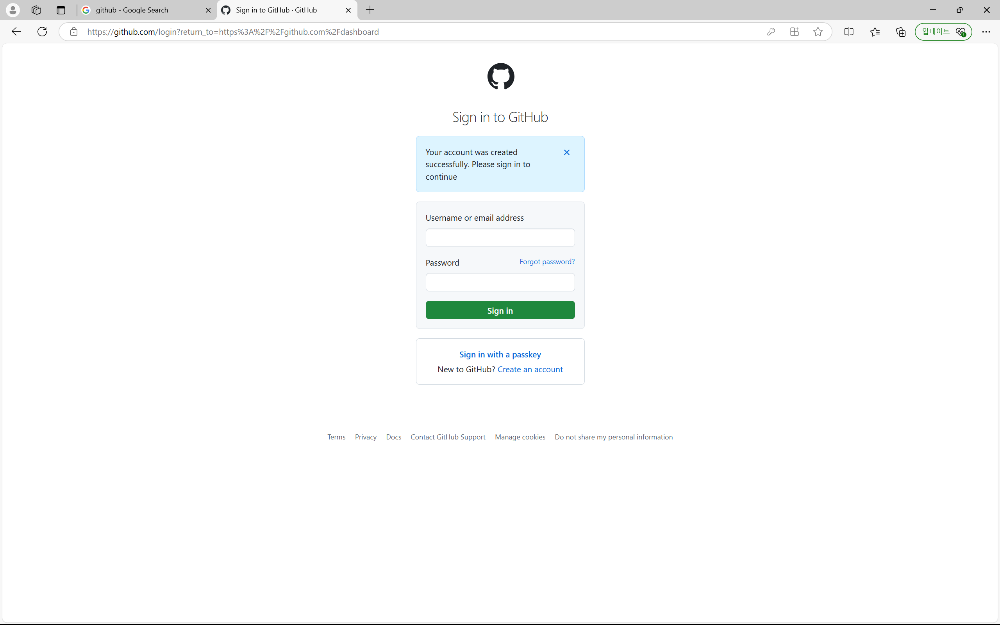 github - Google Search
Sign in to GitHub · GitHub
https://github.com/login?return_to=https%3A%2F%2Fgithub.com%2Fdashboard
업데이트
Sign in to GitHub
Your account was created
successfully. Please sign in to
continue
Username or email address
Password Forgot password?
Sign in
Sign in with a passkey
New to GitHub? Create an account
Terms Privacy Docs Contact GitHub Support Manage cookies Do not share my personal information